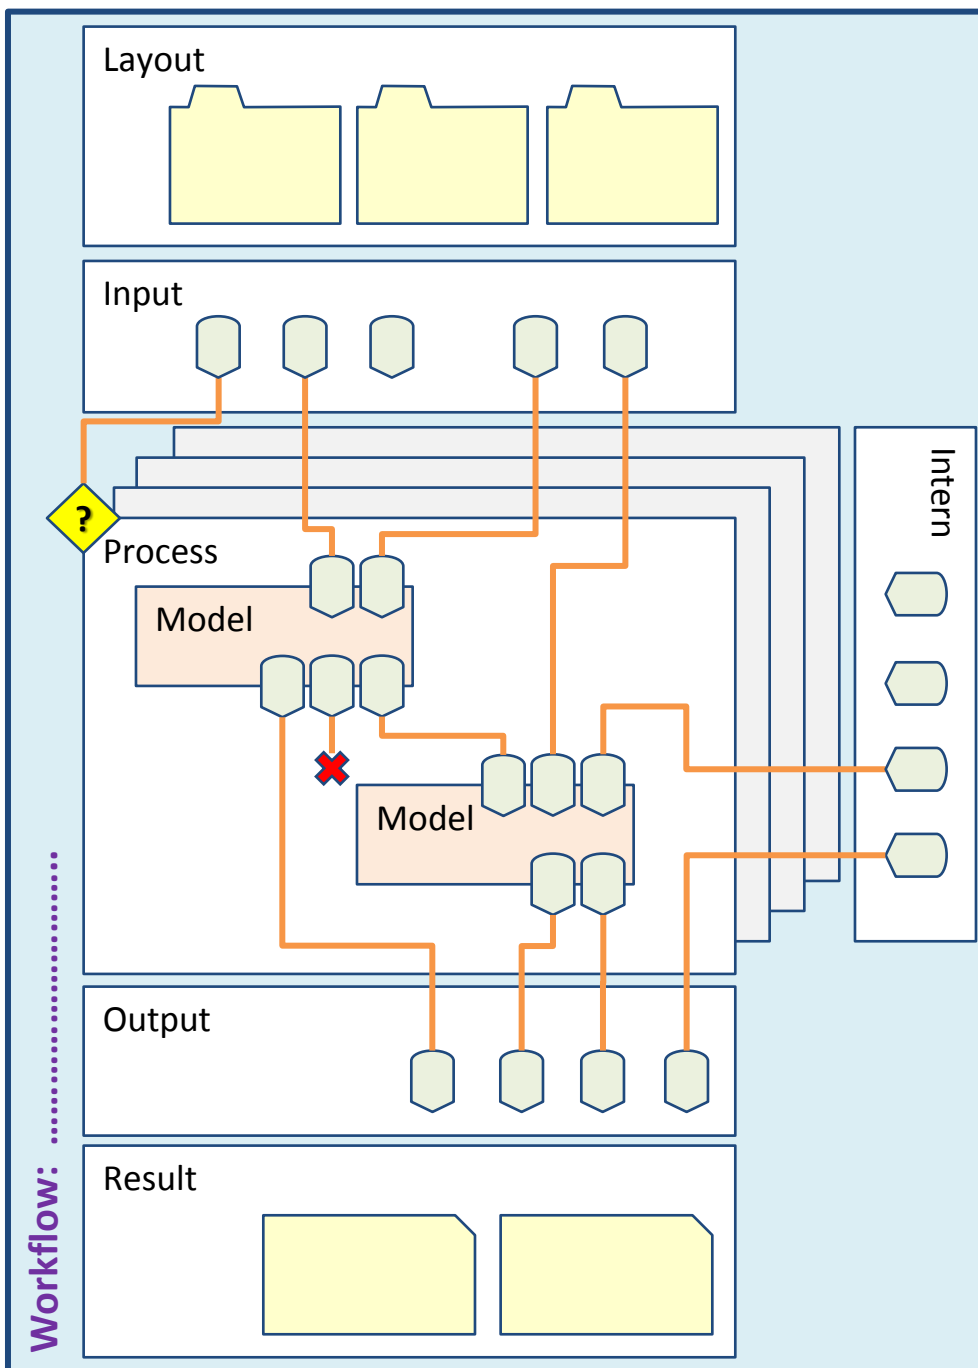 Layout
Input
Intern
?
Process
Model
Model
Output
Result
Workflow: ..............................